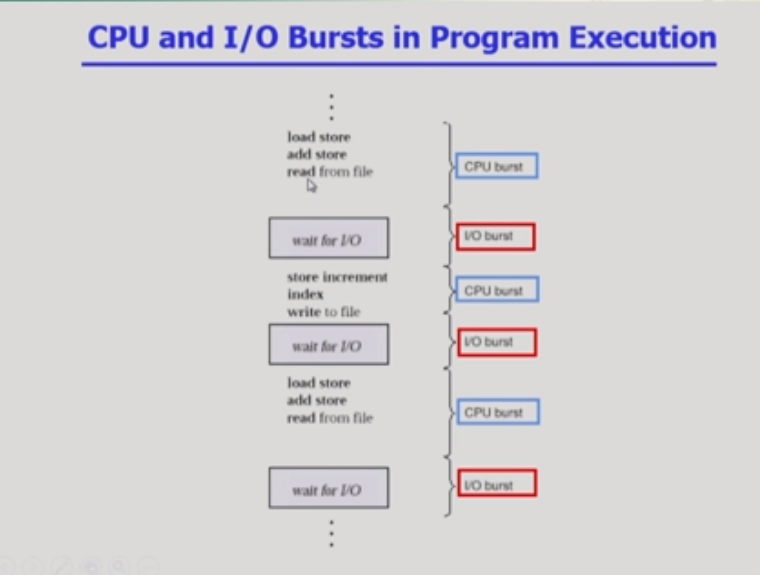 CPU and I/O Bursts in Program Execution
load store
add store
read from file
CPU burst
wait for I/O
I/O burst
store increment
index
write to file
CPU burst
wait for I/O
I/O burst
load store
add store
read from file
CPU burst
wait for I/O
I/O burst